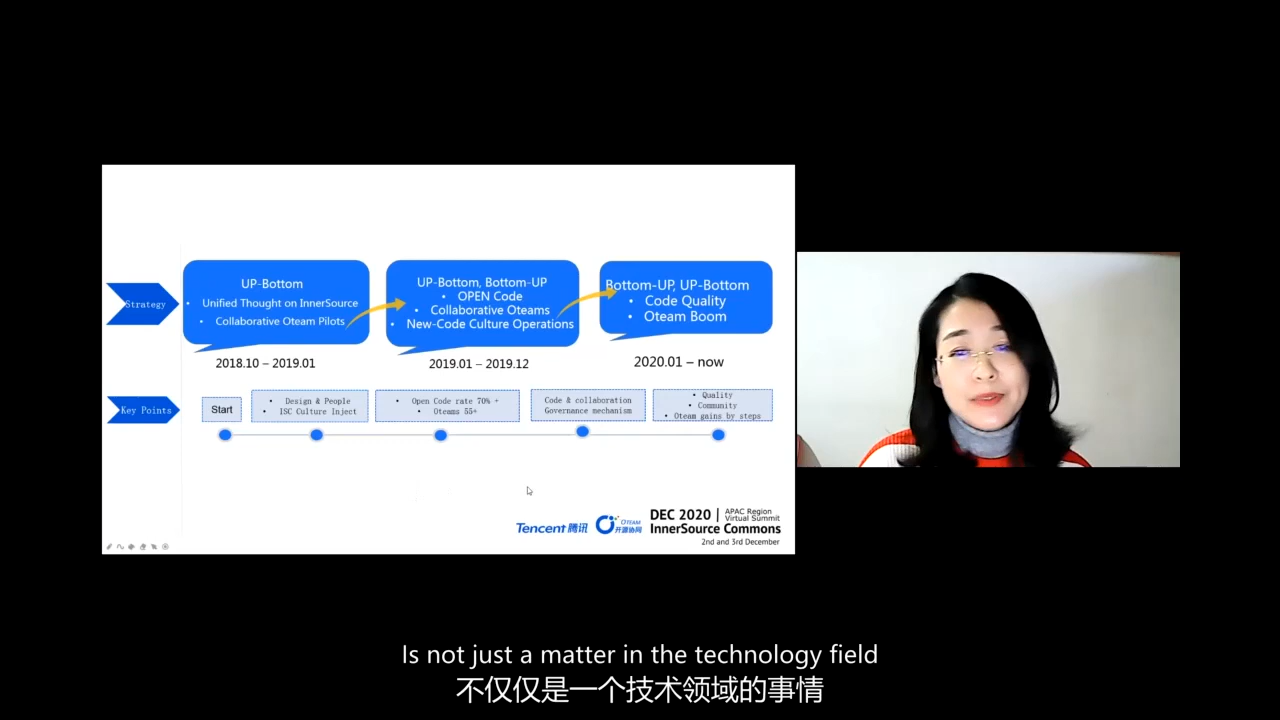 Strategy
UP-Bottom
• Unified Thought on InnerSource
• Collaborative Oteam Pilots
UP-Bottom, Bottom-UP
• OPEN Code
• Collaborative Oteams
• New-Code Culture Operations
Bottom-UP, UP-Bottom
• Code Quality
• Oteam Boom
2018.10 – 2019.01
2019.01 – 2019.12
2020.01 – now
Key Points
Start
• Design & People
• ISC Culture Inject
• Open Code rate 70% +
• Oteams 55+
Code & collaboration
Governance mechanism
• Quality
• Community
• Oteam gains by steps
Tencent 腾讯
OTEAM
开源协同
DEC 2020 |
APAC Region
Virtual Summit
InnerSource Commons
2nd and 3rd December
Is not just a matter in the technology field
不仅仅是一个技术领域的事情